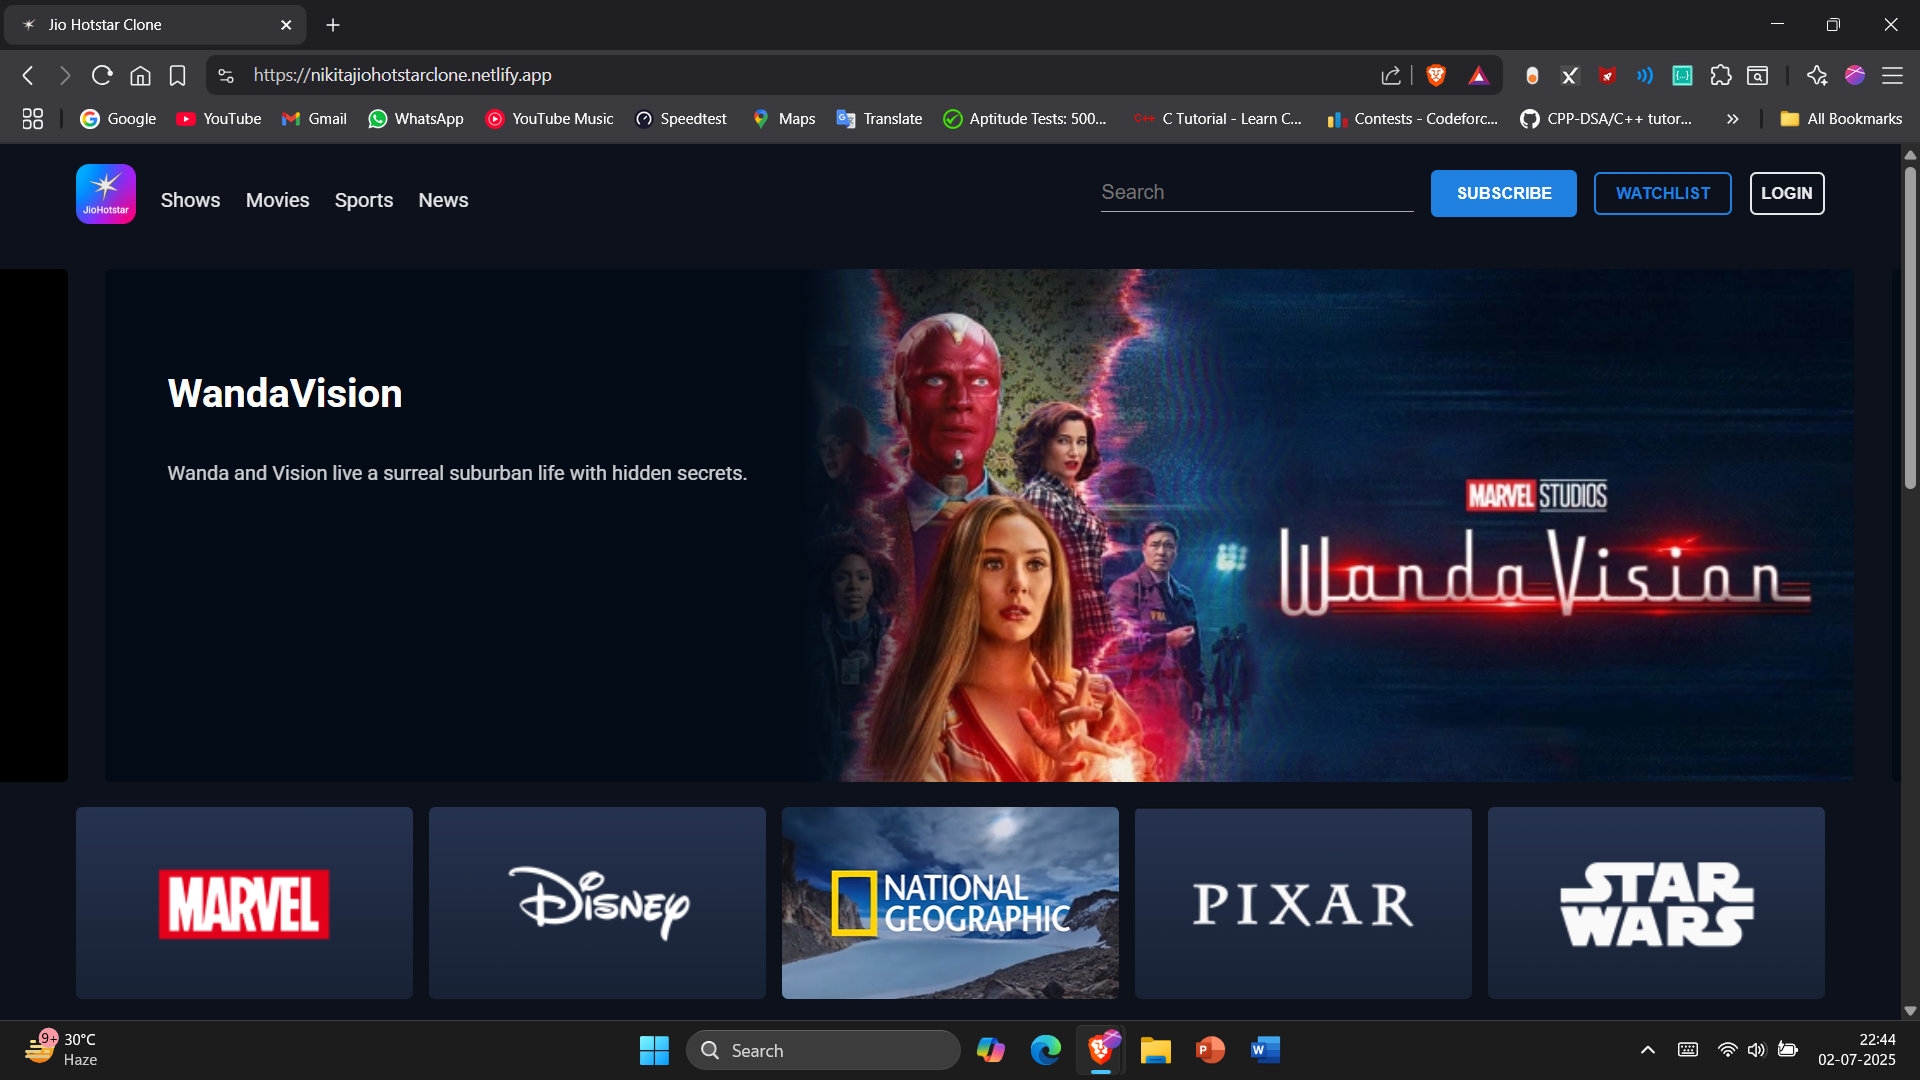 Jio Hotstar Clone
https://nikitajiohotstarclone.netlify.app
Google YouTube Gmail WhatsApp YouTube Music Speedtest Maps Translate Aptitude Tests: 500... C++ C Tutorial - Learn C... Contests - Codeforc... CPP-DSA/C++ tutor... » All Bookmarks
JioHotstar
Shows Movies Sports News Search SUBSCRIBE WATCHLIST LOGIN
WandaVision
Wanda and Vision live a surreal suburban life with hidden secrets.
MARVEL STUDIOS
WandaVision
MARVEL
Disney
NATIONAL
GEOGRAPHIC
PIXAR
STAR
WARS
9+
30°C
Haze
Search
22:44
02-07-2025